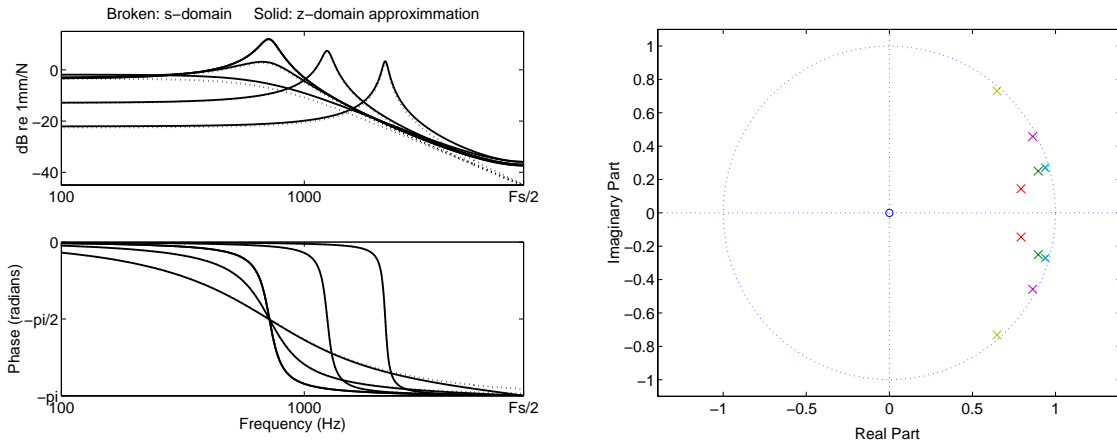 Broken: s−domain Solid: z−domain approximmation
dB re 1mm/N
0
−20
−40
100
1000
Fs/2
Phase (radians)
0
−pi/2
−pi
100
1000
Fs/2
Frequency (Hz)
Imaginary Part
1
0.8
0.6
0.4
0.2
0
−0.2
−0.4
−0.6
−0.8
−1
−1
−0.5
0
0.5
1
Real Part